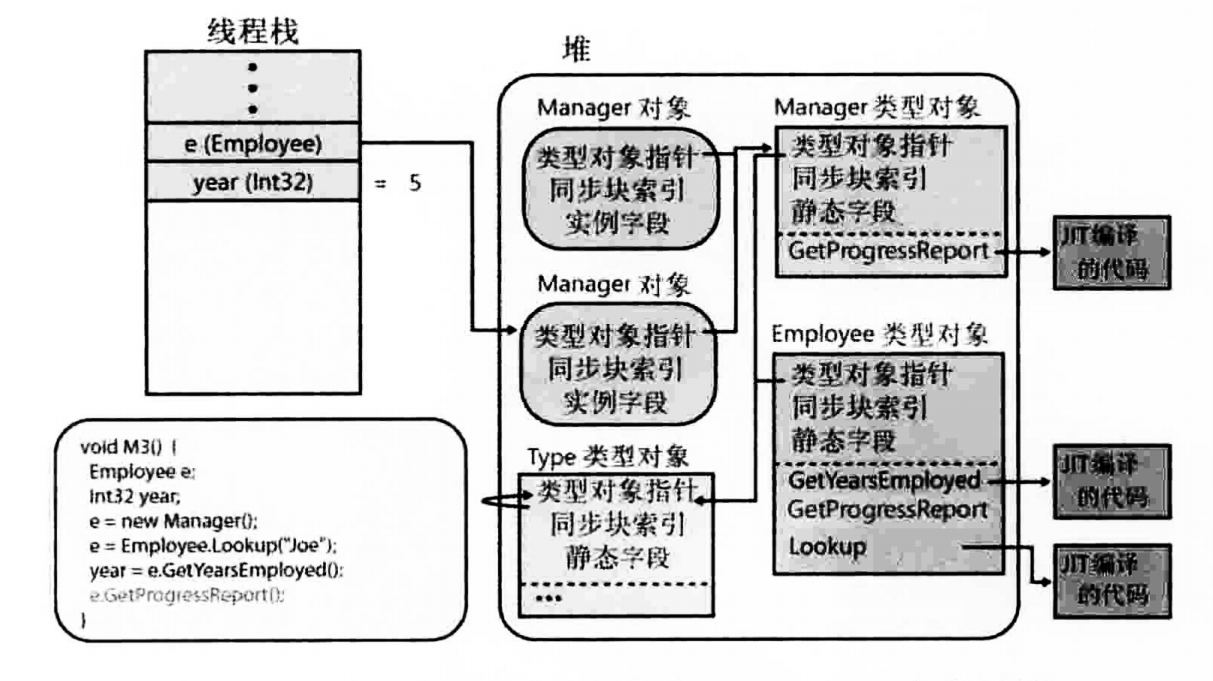 线程栈
e (Employee)
year (Int32)
= 5
void M3() {
Employee e;
Int32 year;
e = new Manager();
e = Employee.Lookup("Joe");
year = e.GetYearsEmployed();
e.GetProgressReport();
}
堆
Manager 对象
类型对象指针
同步块索引
实例字段
Manager 对象
类型对象指针
同步块索引
实例字段
Type 类型对象
类型对象指针
同步块索引
静态字段
•••
Manager 类型对象
类型对象指针
同步块索引
静态字段
GetProgressReport
JIT编译
的代码
Employee 类型对象
类型对象指针
同步块索引
静态字段
GetYearsEmployed
GetProgressReport
Lookup
JIT编译
的代码
JIT编译
的代码